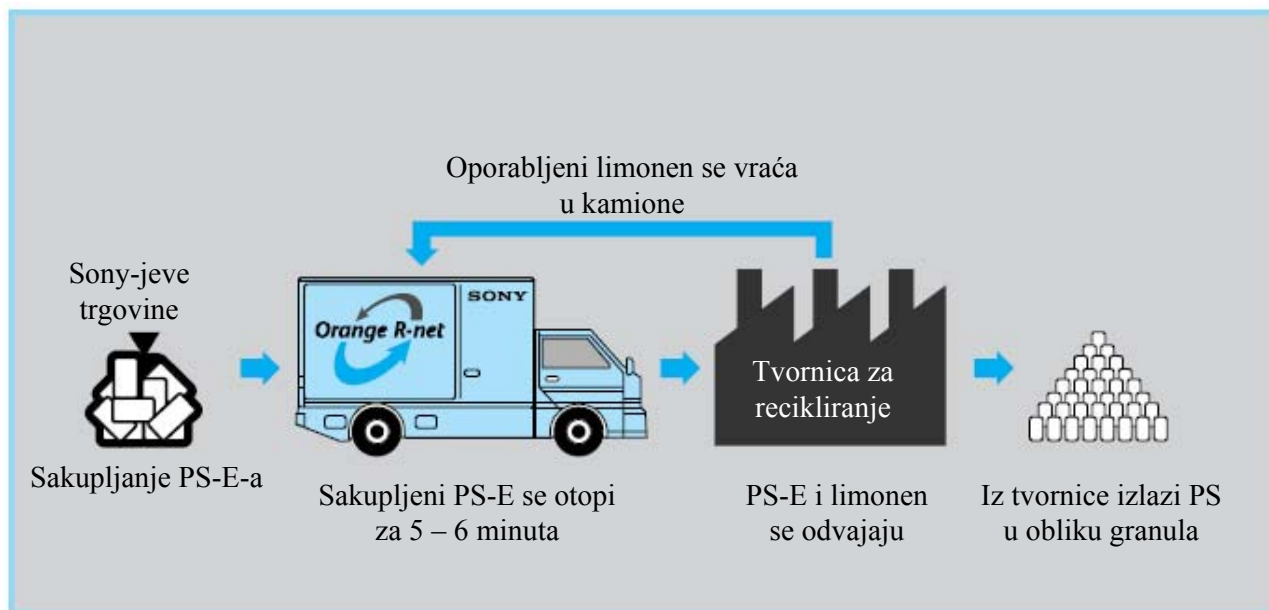 Oporabljeni limonen se vraća
u kamione
Sony-jeve
trgovine
SONY
Orange R-net
Tvornica za
recikliranje
Sakupljanje PS-E-a
Sakupljeni PS-E se otopi
za 5 – 6 minuta
PS-E i limonen
se odvajaju
Iz tvornice izlazi PS
u obliku granula